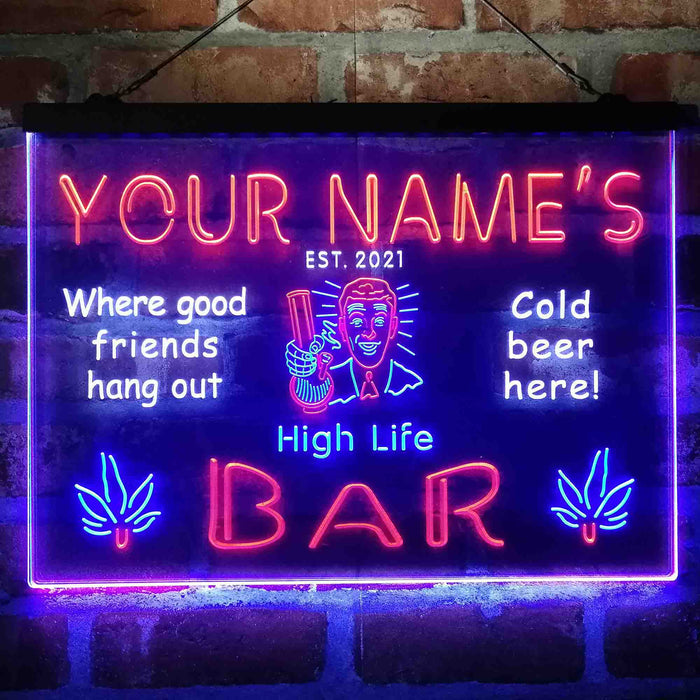 YOUR NAME'S
EST. 2021
Where good
friends
hang out
Cold
beer
here!
High Life
BAR